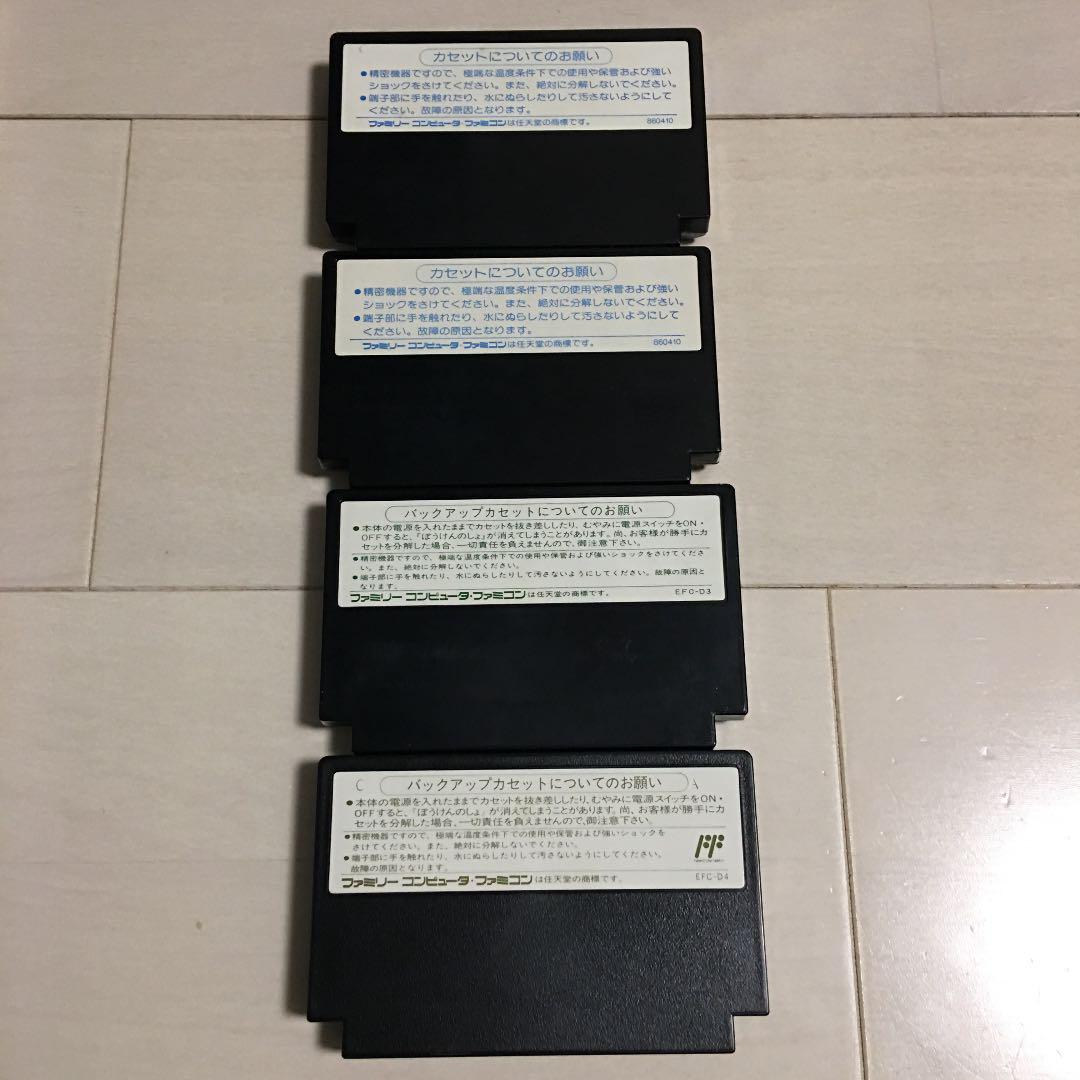 カセットについてのお願い
●精密機器ですので、極端な温度条件下での使用や保管および強い
ショックをさけてください。また、絶対に分解しないでください。
●端子部に手を触れたり、水にぬらしたりして汚さないようにして
ください。故障の原因となります。
ファミリーコンピュータ・ファミコンは任天堂の商標です。 860410
カセットについてのお願い
●精密機器ですので、極端な温度条件下での使用や保管および強い
ショックをさけてください。また、絶対に分解しないでください。
●端子部に手を触れたり、水にぬらしたりして汚さないようにして
ください。故障の原因となります。
ファミリーコンピュータ・ファミコンは任天堂の商標です。 860410
バックアップカセットについてのお願い
●本体の電源を入れたままでカセットを抜き差ししたり、むやみに電源スイッチをON・
OFFすると、「ぼうけんのしょ」が消えてしまうことがあります。尚、お客様が勝手にカ
セットを分解した場合、一切責任を負えませんので、御注意下さい。
●精密機器ですので、極端な温度条件下での使用や保管および強いショックをさけてくださ
い。また、絶対に分解しないでください。
●端子部に手を触れたり、水にぬらしたりして汚さないようにしてください。故障の原因と
なります。
ファミリーコンピュータ・ファミコンは任天堂の商標です。 EFC-D3
C バックアップカセットについてのお願い A
●本体の電源を入れたままでカセットを抜き差ししたり、むやみに電源スイッチをON・
OFFすると、「ぼうけんのしょ」が消えてしまうことがあります。尚、お客様が勝手にカ
セットを分解した場合、一切責任を負えませんので、御注意下さい。
●精密機器ですので、極端な温度条件下での使用や保管および強いショックを
さけてください。また、絶対に分解しないでください。
●端子部に手を触れたり、水にぬらしたりして汚さないようにしてください。
故障の原因となります。
ファミリーコンピュータ・ファミコンは任天堂の商標です。 EFC-D4